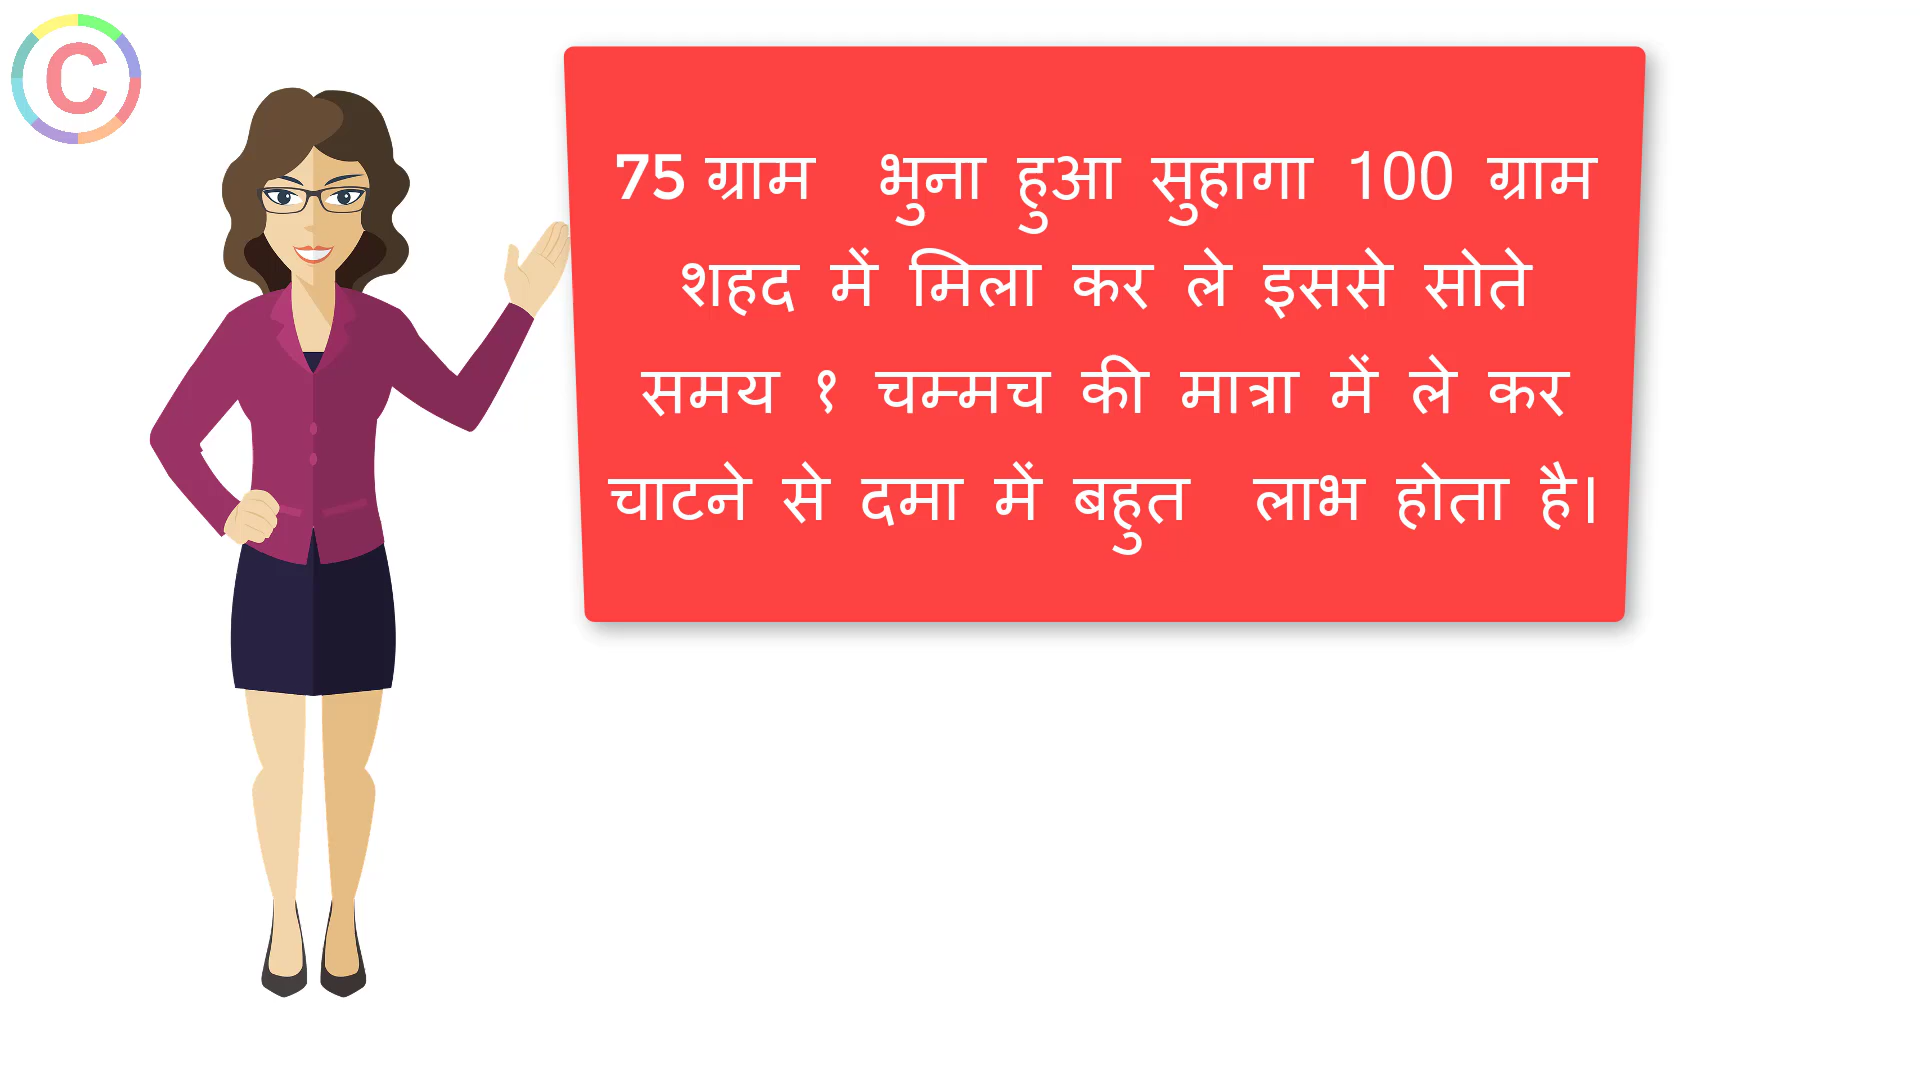 C
75 ग्राम भुना हुआ सुहागा 100 ग्राम
शहद में मिला कर ले इससे सोते
समय १ चम्मच की मात्रा में ले कर
चाटने से दमा में बहुत लाभ होता है।